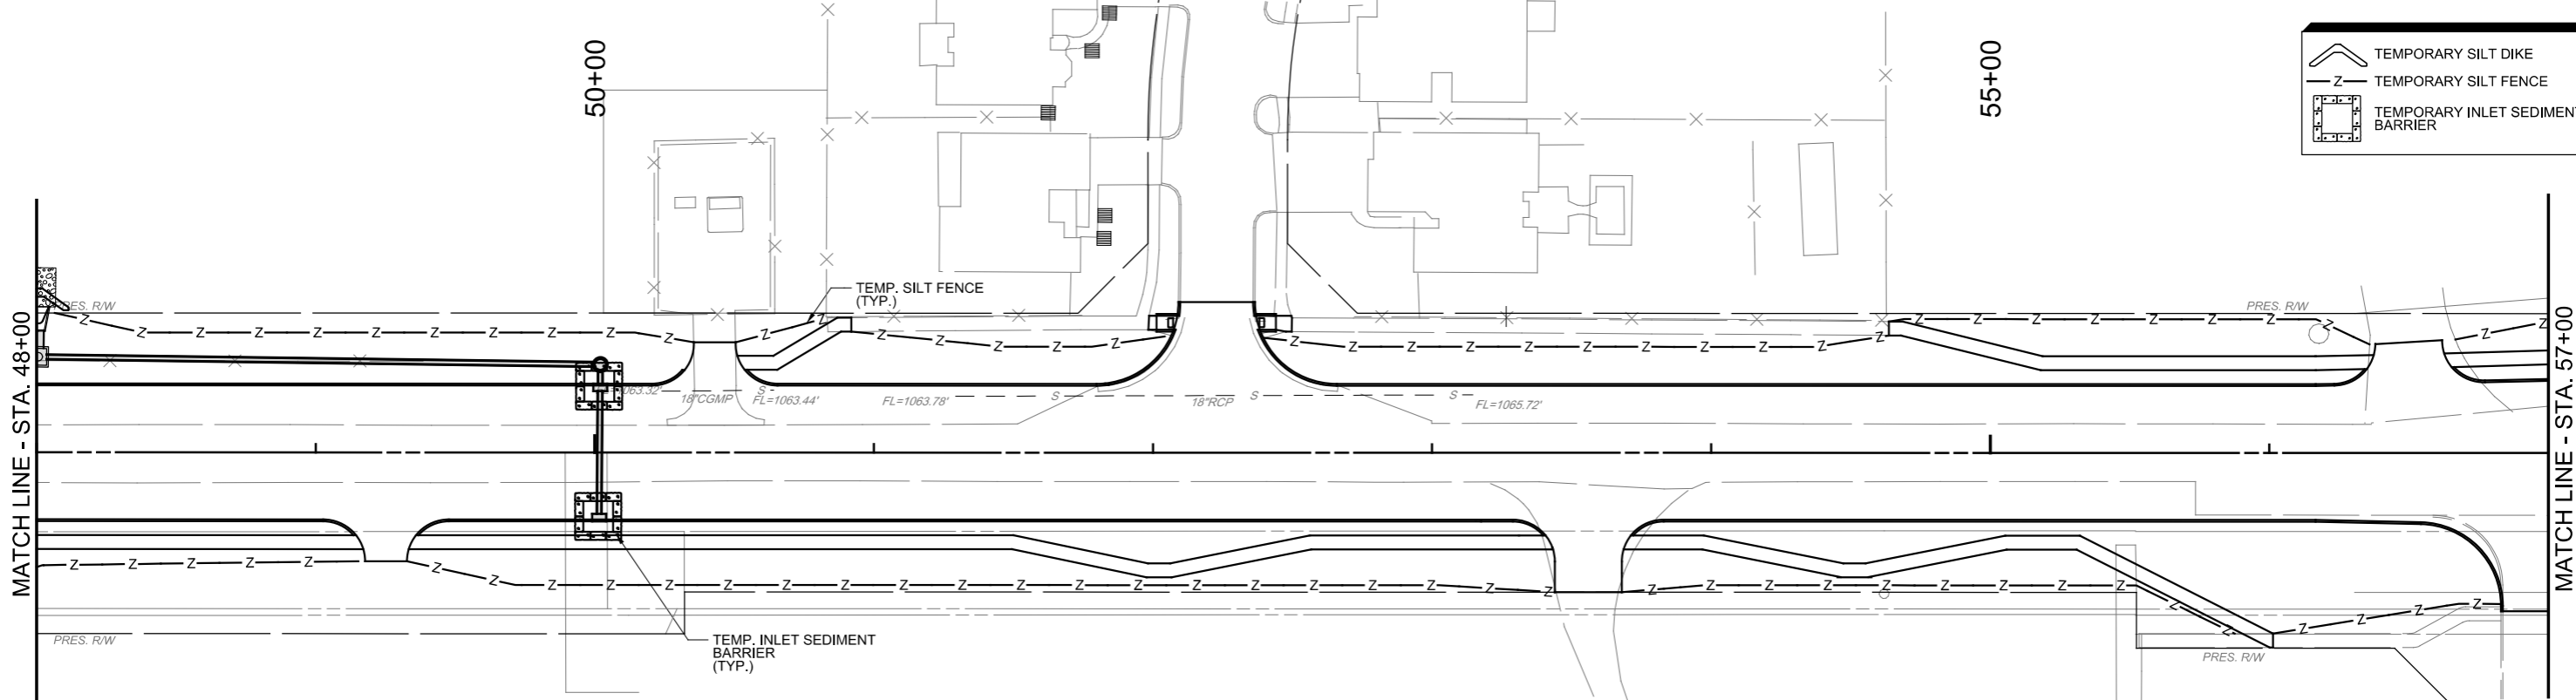 50+00
55+00
TEMPORARY SILT DIKE
Z TEMPORARY SILT FENCE
TEMPORARY INLET SEDIMENT
BARRIER
TEMP. SILT FENCE
(TYP.)
PRES. R/W
MATCH LINE - STA. 48+00
MATCH LINE - STA. 57+00
18"CGMP
FL=1063.44'
FL=1063.78'
18"RCP
FL=1065.72'
S S S S
Z Z Z Z Z Z Z Z Z Z Z Z
TEMP. INLET SEDIMENT
BARRIER
(TYP.)
PRES. R/W
PRES. R/W